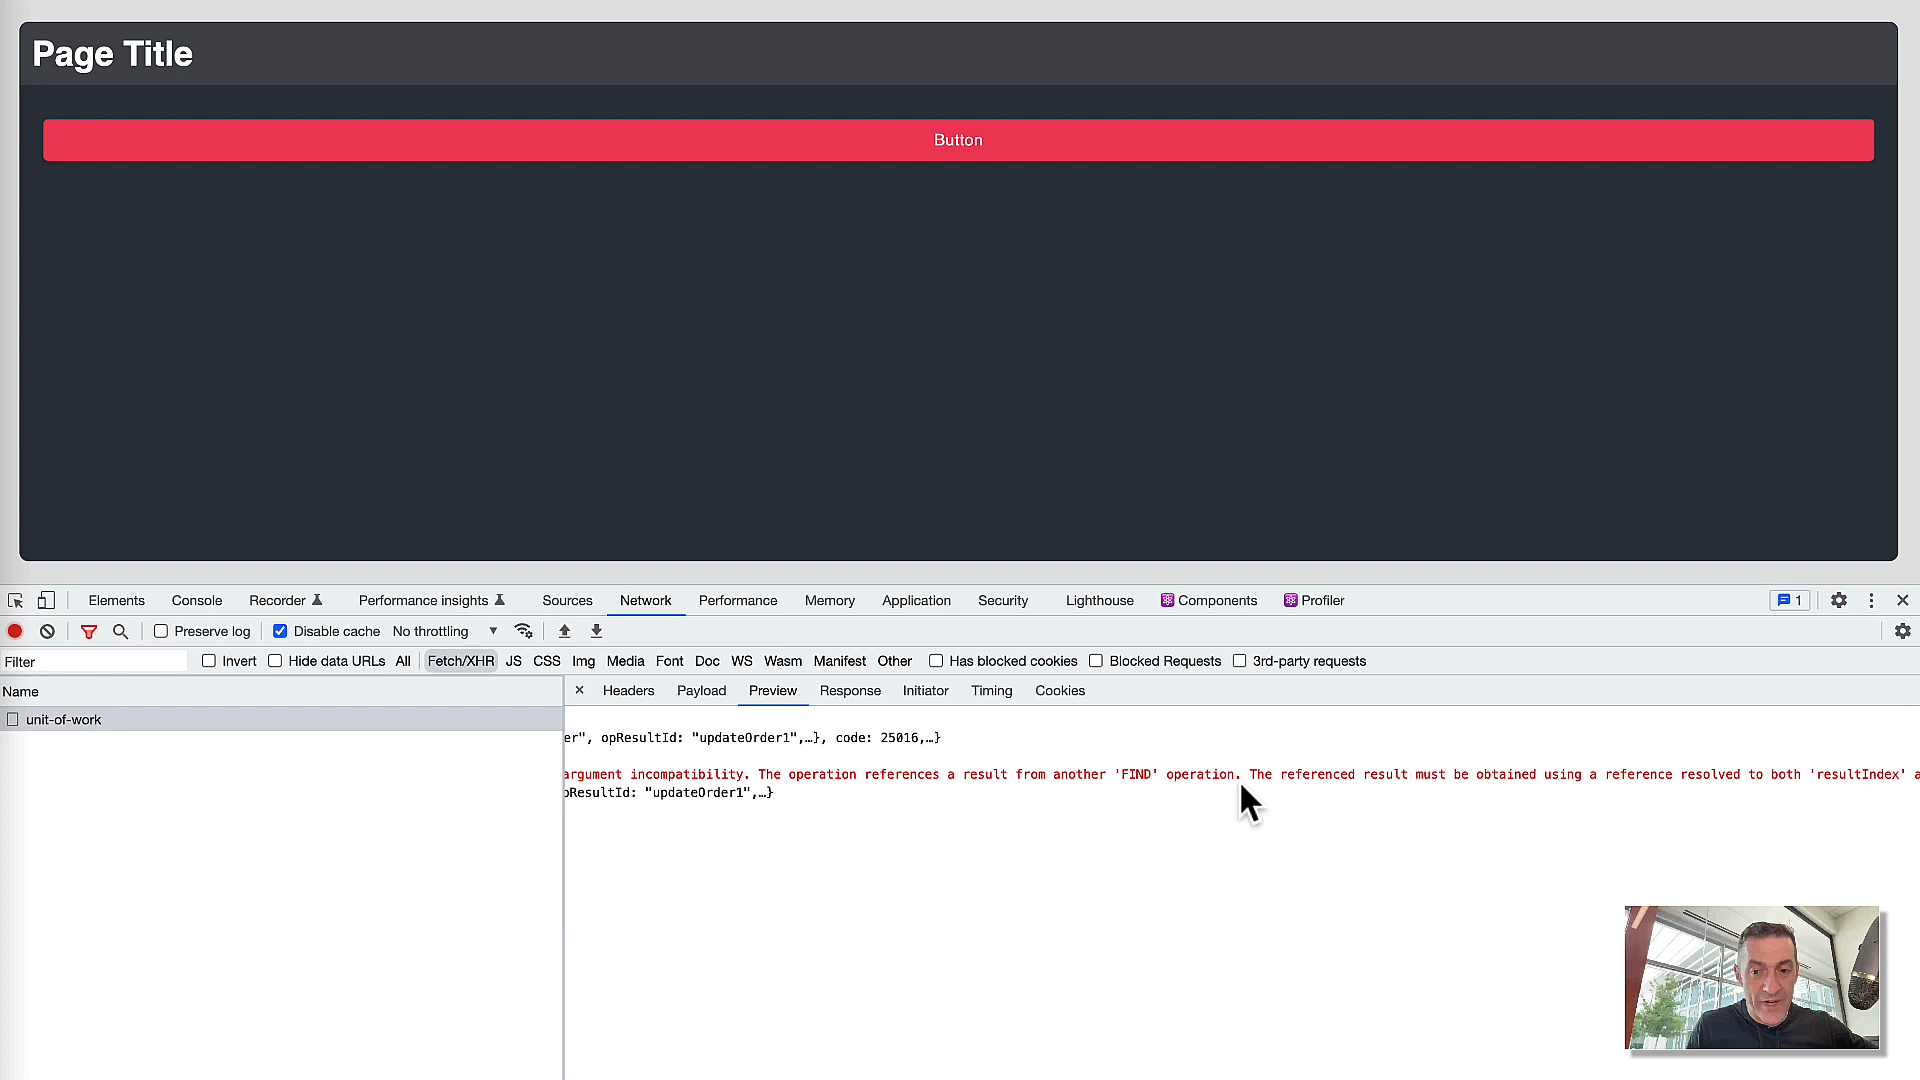 Page Title
Button
Elements Console Recorder Performance insights Sources Network Performance Memory Application Security Lighthouse Components Profiler 1
Preserve log Disable cache No throttling
Filter Invert Hide data URLs All Fetch/XHR JS CSS Img Media Font Doc WS Wasm Manifest Other Has blocked cookies Blocked Requests 3rd-party requests
Name
Headers Payload Preview Response Initiator Timing Cookies
unit-of-work
er", opResultId: "updateOrder1",…}, code: 25016,…}
argument incompatibility. The operation references a result from another 'FIND' operation. The referenced result must be obtained using a reference resolved to both 'resultIndex' a
pResultId: "updateOrder1",…}